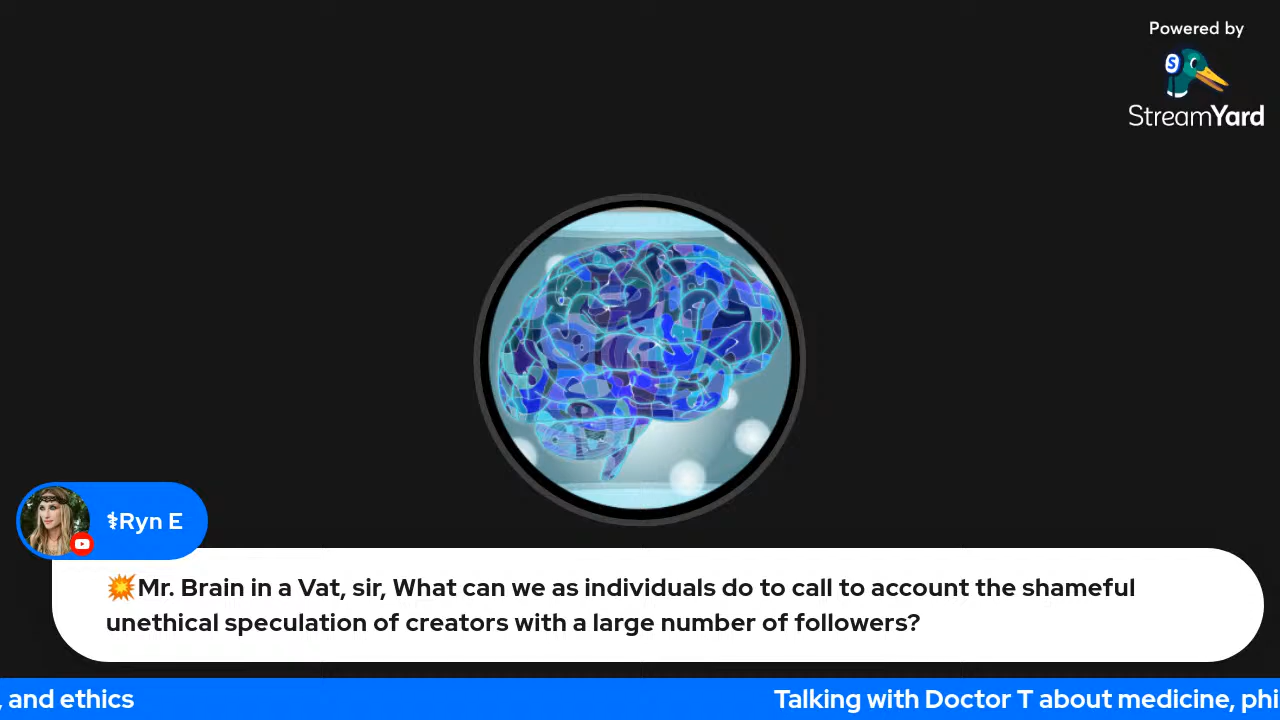 Powered by
StreamYard
⚕Ryn E
💥Mr. Brain in a Vat, sir, What can we as individuals do to call to account the shameful
unethical speculation of creators with a large number of followers?
, and ethics
Talking with Doctor T about medicine, phi